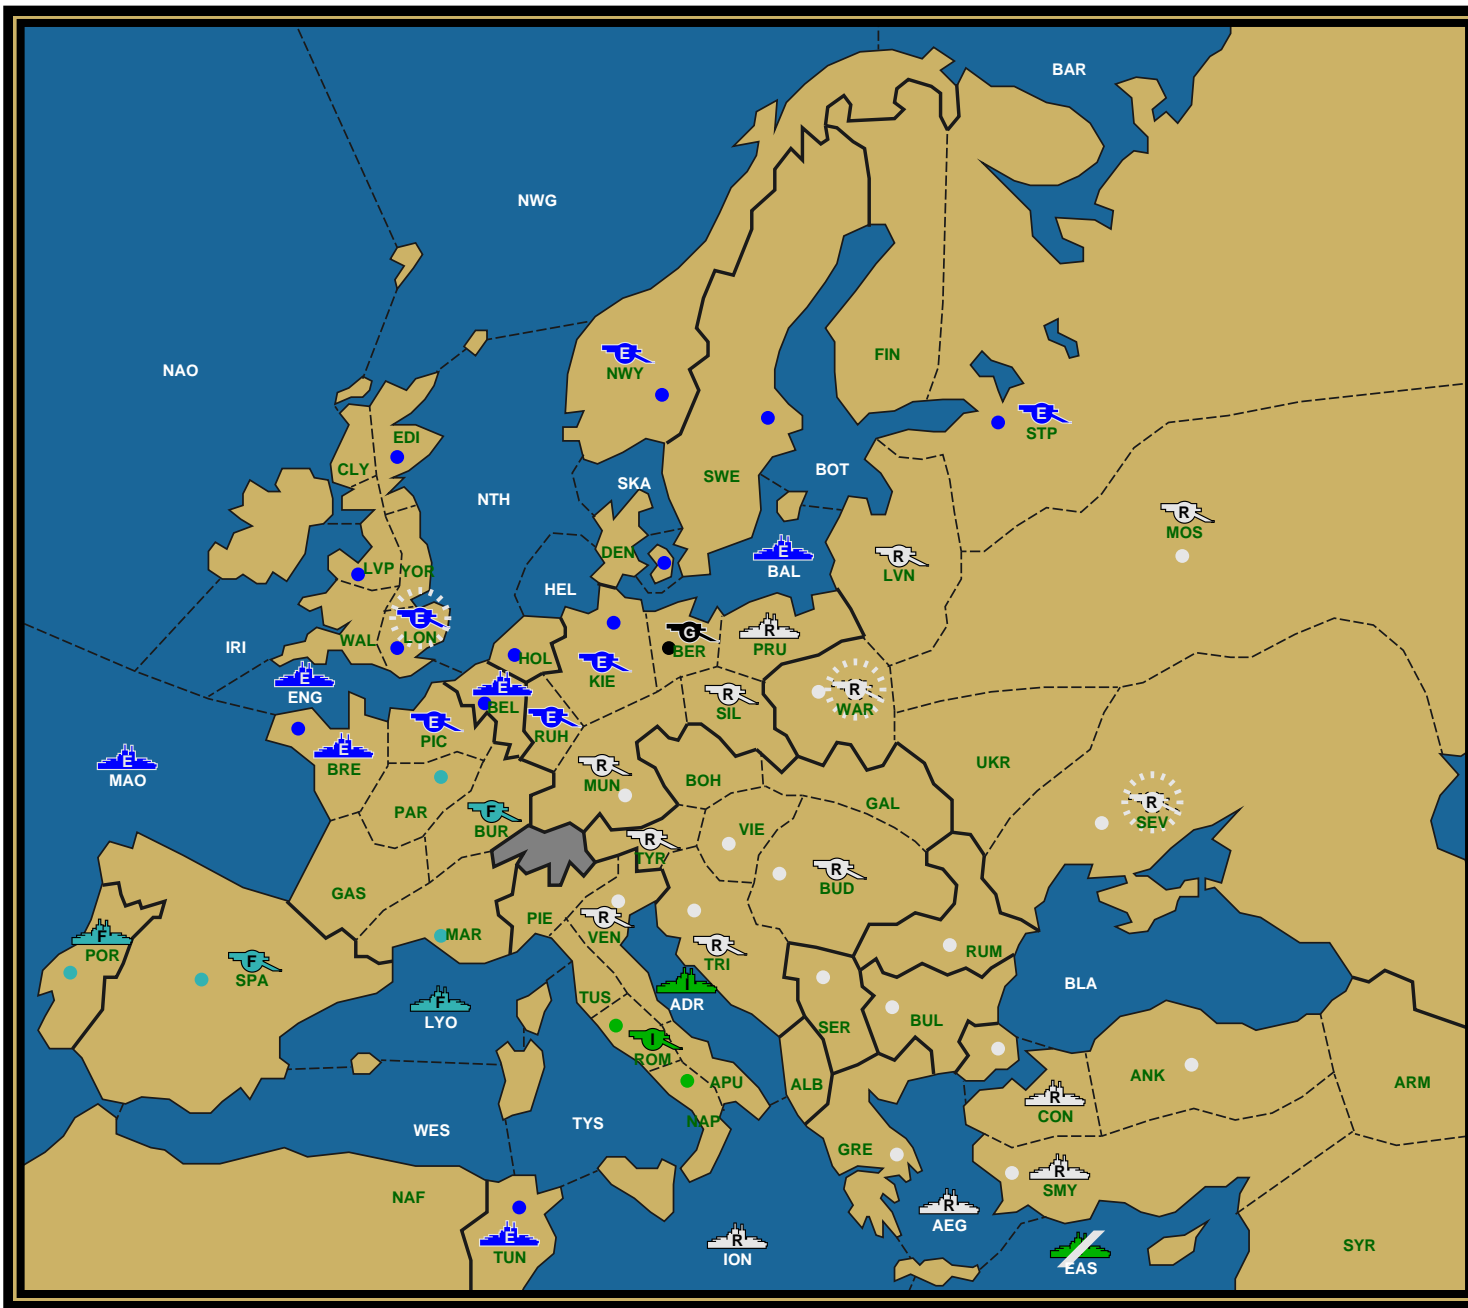 BAR
NWG
NAO
FIN
E
NWY
E
STP
EDI
CLY
SWE
BOT
SKA
NTH
R
MOS
DEN
E
BAL
R
LVN
LVP
YOR
HEL
E
LON
WAL
IRI
G
BER
R
PRU
HOL
E
KIE
E
ENG
E
BEL
R
SIL
R
WAR
E
PIC
E
RUH
E
BRE
E
MAO
R
MUN
BOH
UKR
GAL
PAR
F
BUR
R
SEV
VIE
R
TYR
R
BUD
GAS
PIE
R
VEN
MAR
F
POR
F
SPA
R
TRI
RUM
F
LYO
TUS
I
ADR
BLA
SER
BUL
I
ROM
APU
ALB
ANK
ARM
R
CON
NAP
TYS
WES
GRE
R
SMY
NAF
R
AEG
E
TUN
R
ION
EAS
SYR